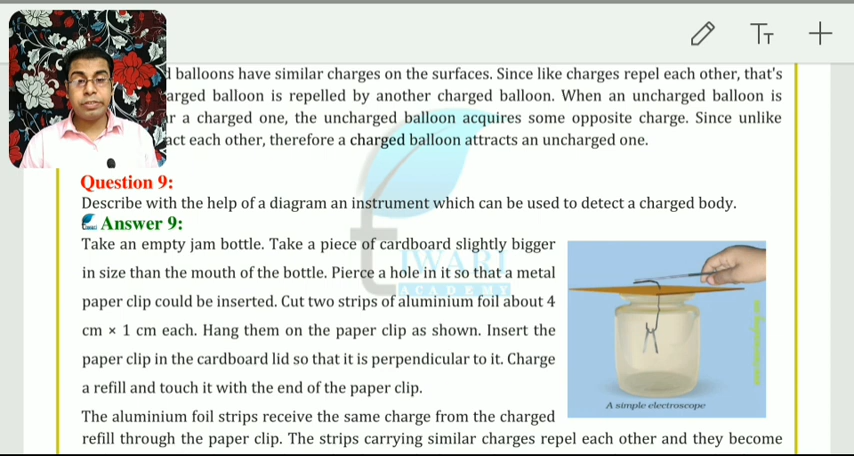 d balloons have similar charges on the surfaces. Since like charges repel each other, that's
arged balloon is repelled by another charged balloon. When an uncharged balloon is
r a charged one, the uncharged balloon acquires some opposite charge. Since unlike
act each other, therefore a charged balloon attracts an uncharged one.
Question 9:
Describe with the help of a diagram an instrument which can be used to detect a charged body.
Answer 9:
Take an empty jam bottle. Take a piece of cardboard slightly bigger
in size than the mouth of the bottle. Pierce a hole in it so that a metal
paper clip could be inserted. Cut two strips of aluminium foil about 4
cm × 1 cm each. Hang them on the paper clip as shown. Insert the
paper clip in the cardboard lid so that it is perpendicular to it. Charge
a refill and touch it with the end of the paper clip.
A simple electroscope
The aluminium foil strips receive the same charge from the charged
refill through the paper clip. The strips carrying similar charges repel each other and they become
TIWARI
ACADEMY
TT